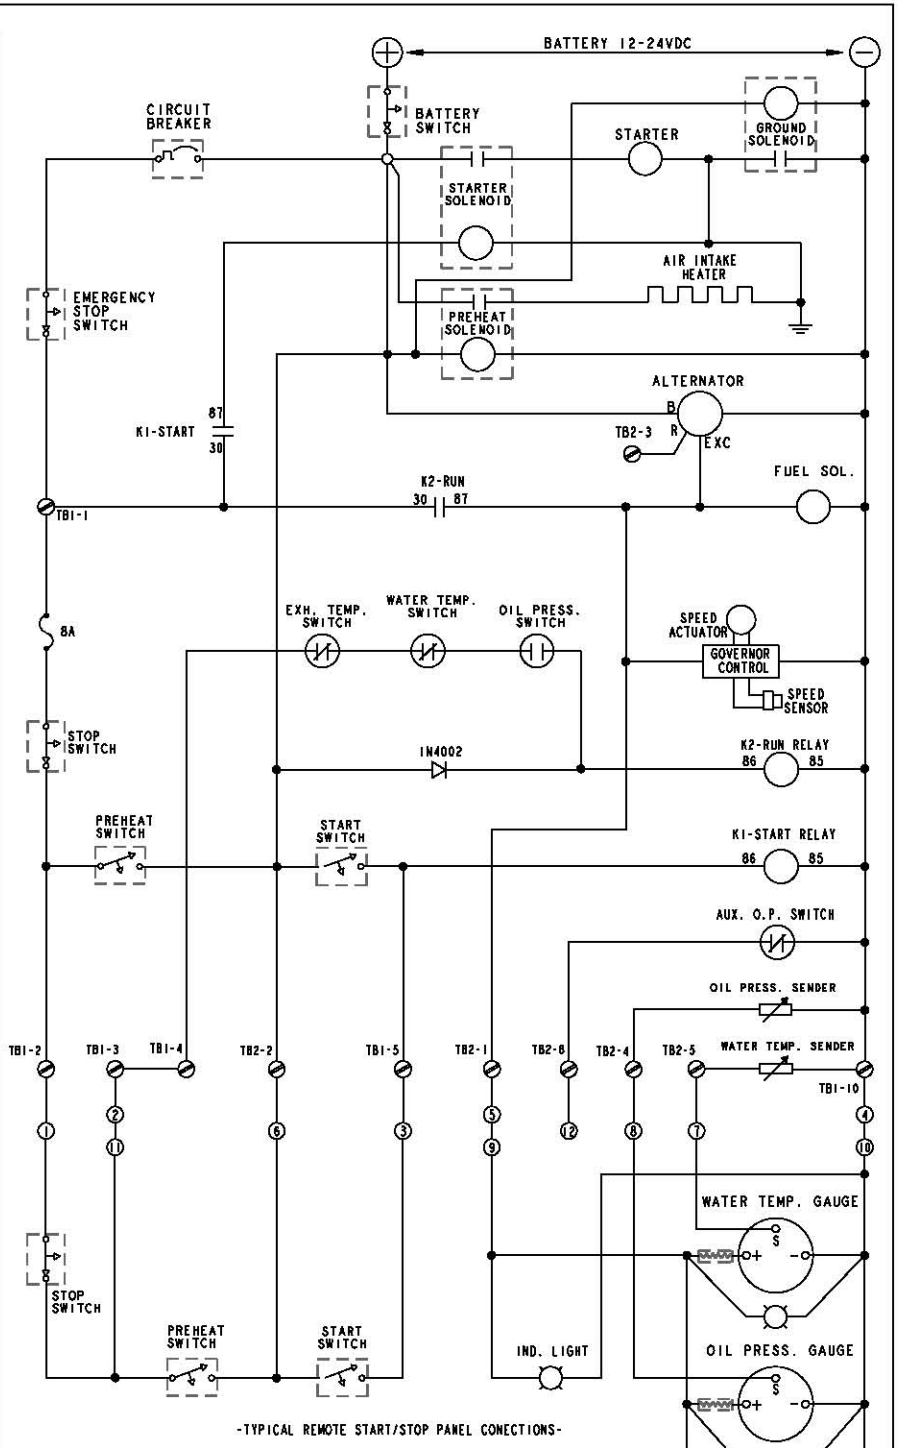 BATTERY 12-24VDC
+
-
CIRCUIT
BREAKER
BATTERY
SWITCH
GROUND
SOLENOID
STARTER
STARTER
SOLENOID
AIR INTAKE
HEATER
EMERGENCY
STOP
SWITCH
PREHEAT
SOLENOID
ALTERNATOR
B
R
EXC
TB2-3
87
K1-START
30
FUEL SOL.
K2-RUN
30 87
TB1-1
8A
EXH. TEMP.
SWITCH
WATER TEMP.
SWITCH
OIL PRESS.
SWITCH
SPEED
ACTUATOR
GOVERNOR
CONTROL
SPEED
SENSOR
STOP
SWITCH
1N4002
K2-RUN RELAY
86 85
PREHEAT
SWITCH
START
SWITCH
K1-START RELAY
86 85
AUX. O.P. SWITCH
OIL PRESS. SENDER
WATER TEMP. SENDER
TB1-2 TB1-3 TB1-4 TB2-2 TB1-5 TB2-1 TB2-6 TB2-4 TB2-5
TB1-10
2 5 4
1 6 3 12 8 7
11 9 10
WATER TEMP. GAUGE
S
+ -
STOP
SWITCH
PREHEAT
SWITCH
START
SWITCH
IND. LIGHT
OIL PRESS. GAUGE
S
+ -
-TYPICAL REMOTE START/STOP PANEL CONECTIONS-